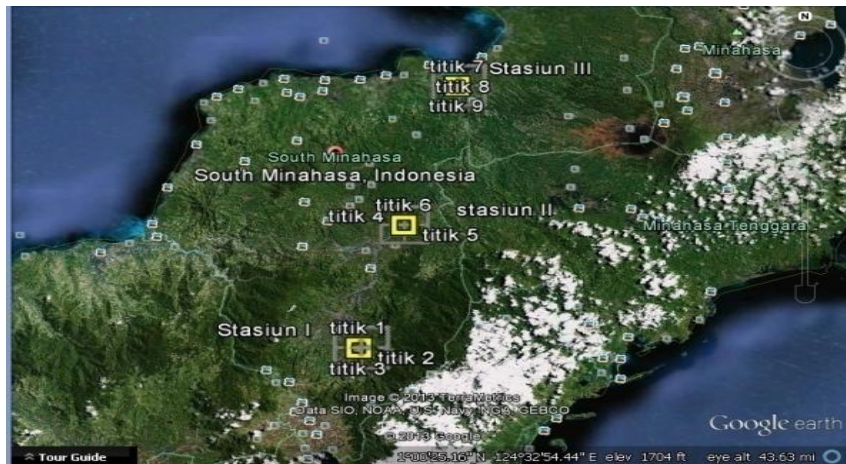 N
Minahasa
titik 7 Stasiun III
titik 8
titik 9
South Minahasa
South Minahasa, Indonesia
titik 6
titik 4 stasiun II
titik 5
Minahasa Tenggara
Stasiun I titik 1
titik 2
titik 3
Image © 2013 TerraMetrics
Data SIO, NOAA, U.S. Navy, NGA, GEBCO
© 2013 Google
Google earth
Tour Guide
1°06'25.16" N 124°32'54.44" E elev 1704 ft eye alt 43.63 mi